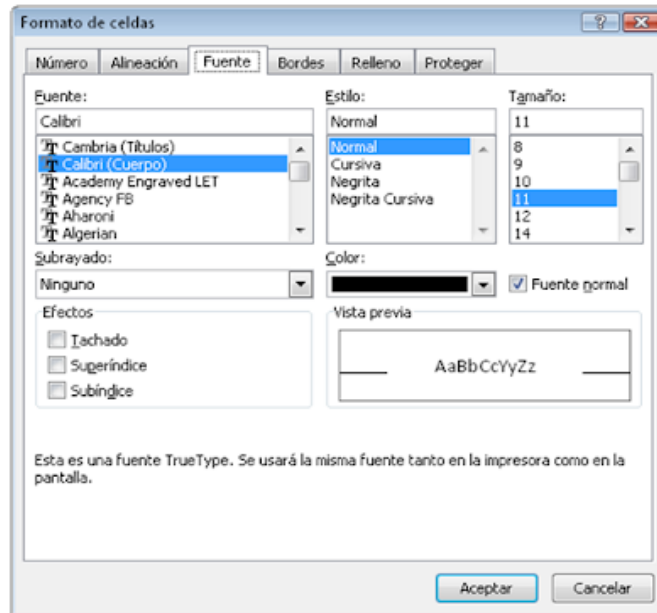 Formato de celdas
Número Alineación Fuente Bordes Relleno Proteger
Fuente: Estilo: Tamaño:
Calibri Normal 11
Cambria (Títulos) Normal 8
Calibri (Cuerpo) Cursiva 9
Academy Engraved LET Negrita 10
Agency FB Negrita Cursiva 11
Aharoni 12
Algerian 14
Subrayado: Color:
Ninguno Fuente normal
Efectos Vista previa
Tachado
Superíndice AaBbCcYyZz
Subíndice
Esta es una fuente TrueType. Se usará la misma fuente tanto en la impresora como en la
pantalla.
Aceptar Cancelar